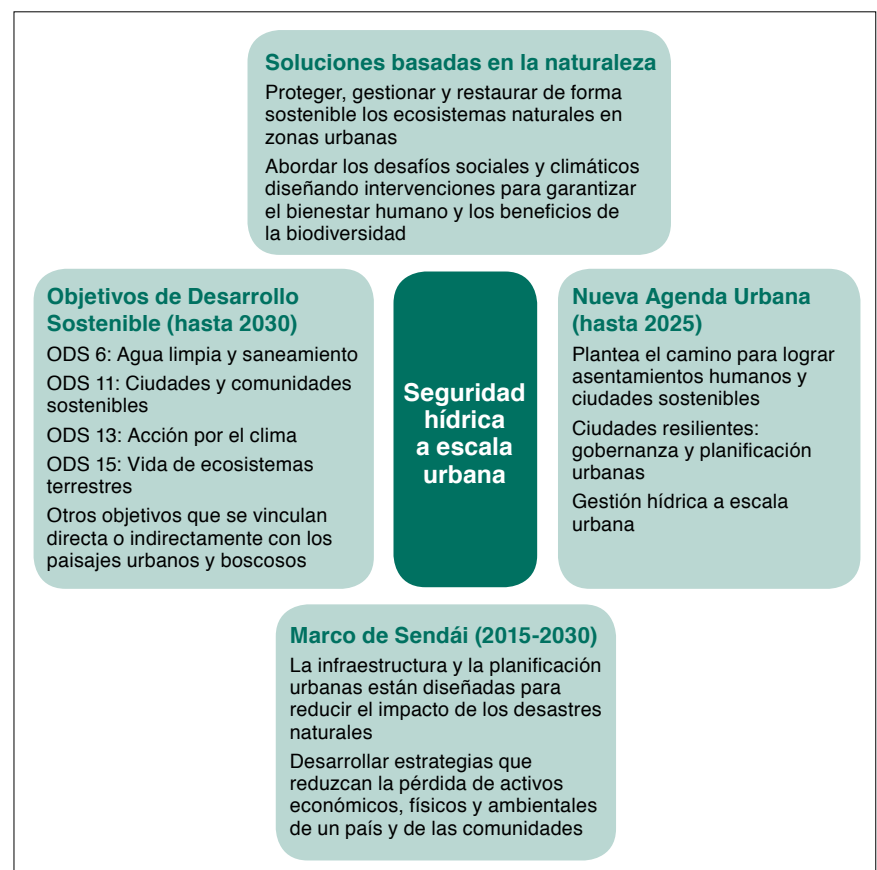 Soluciones basadas en la naturaleza
Proteger, gestionar y restaurar de forma
sostenible los ecosistemas naturales en
zonas urbanas
Abordar los desafíos sociales y climáticos
diseñando intervenciones para garantizar
el bienestar humano y los beneficios de
la biodiversidad
Objetivos de Desarrollo
Sostenible (hasta 2030)
ODS 6: Agua limpia y saneamiento
ODS 11: Ciudades y comunidades
sostenibles
ODS 13: Acción por el clima
ODS 15: Vida de ecosistemas
terrestres
Otros objetivos que se vinculan
directa o indirectamente con los
paisajes urbanos y boscosos
Seguridad
hídrica
a escala
urbana
Nueva Agenda Urbana
(hasta 2025)
Plantea el camino para lograr
asentamientos humanos y
ciudades sostenibles
Ciudades resilientes:
gobernanza y planificación
urbanas
Gestión hídrica a escala
urbana
Marco de Sendái (2015-2030)
La infraestructura y la planificación
urbanas están diseñadas para
reducir el impacto de los desastres
naturales
Desarrollar estrategias que
reduzcan la pérdida de activos
económicos, físicos y ambientales
de un país y de las comunidades